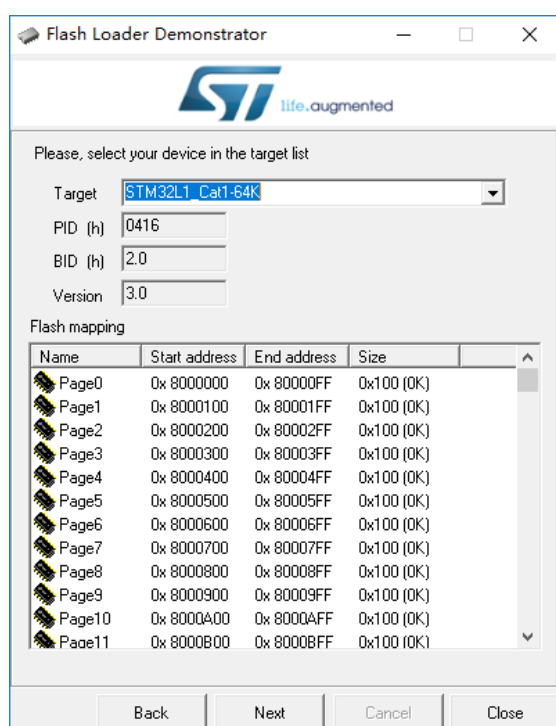 Flash Loader Demonstrator
ST life.augmented
Please, select your device in the target list
Target STM32L1_Cat1-64K
PID (h) 0416
BID (h) 2.0
Version 3.0
Flash mapping
Name Start address End address Size
Page0 0x 8000000 0x 80000FF 0x100 (0K)
Page1 0x 8000100 0x 80001FF 0x100 (0K)
Page2 0x 8000200 0x 80002FF 0x100 (0K)
Page3 0x 8000300 0x 80003FF 0x100 (0K)
Page4 0x 8000400 0x 80004FF 0x100 (0K)
Page5 0x 8000500 0x 80005FF 0x100 (0K)
Page6 0x 8000600 0x 80006FF 0x100 (0K)
Page7 0x 8000700 0x 80007FF 0x100 (0K)
Page8 0x 8000800 0x 80008FF 0x100 (0K)
Page9 0x 8000900 0x 80009FF 0x100 (0K)
Page10 0x 8000A00 0x 8000AFF 0x100 (0K)
Page11 0x 8000B00 0x 8000BFF 0x100 (0K)
Back Next Cancel Close